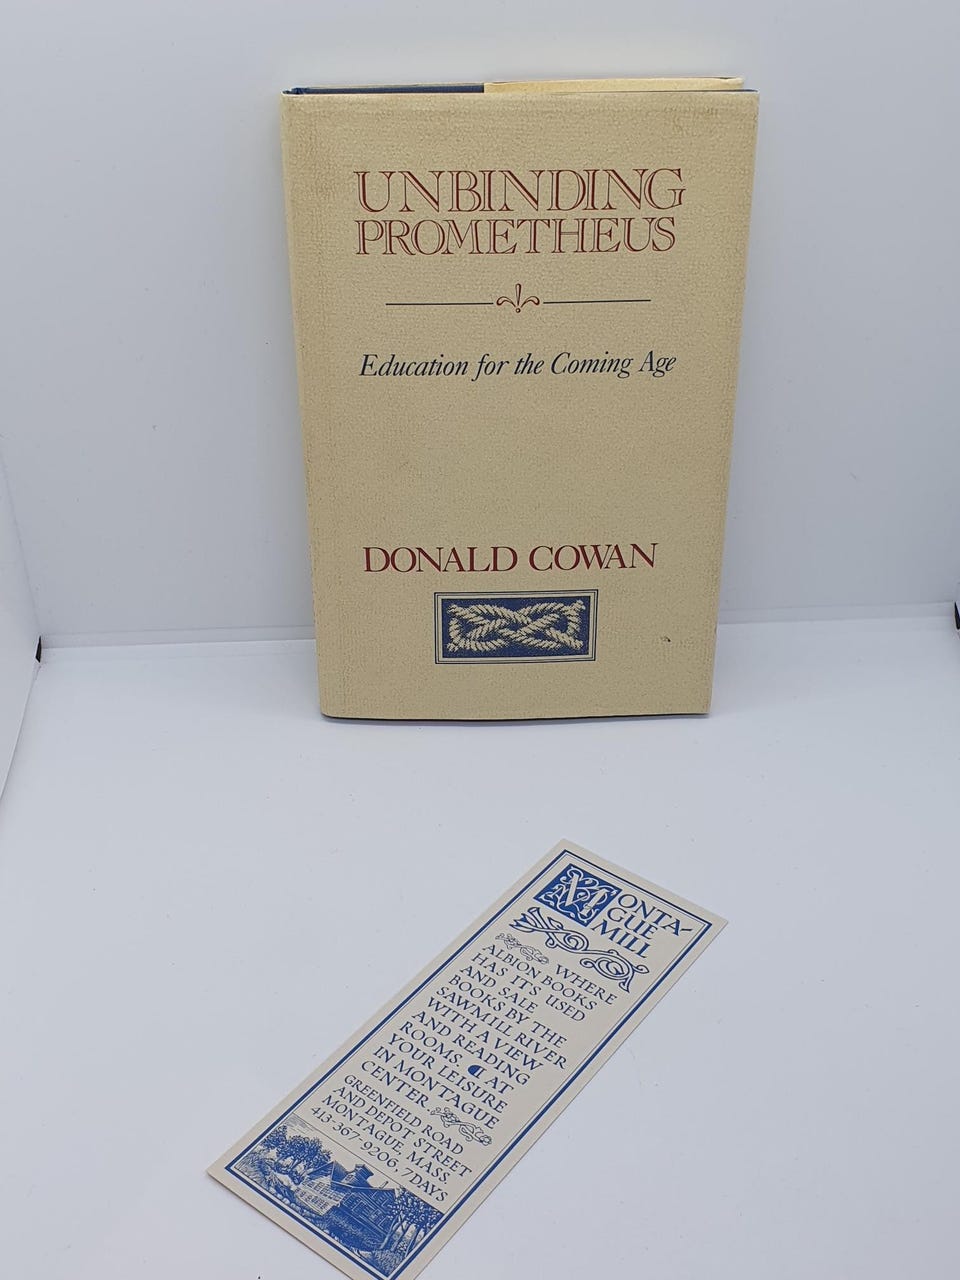 UNBINDING
PROMETHEUS
Education for the Coming Age
DONALD COWAN
MONTA-
GUE
MILL
WHERE
ALBION BOOKS
HAS ITS USED
AND SALE
BOOKS BY THE
SAWMILL RIVER
WITH A VIEW
AND READING
ROOMS. ¶ AT
YOUR LEISURE
IN MONTAGUE
CENTER.
GREENFIELD ROAD
AND DEPOT STREET
MONTAGUE, MASS.
413-367-9206, 7 DAYS